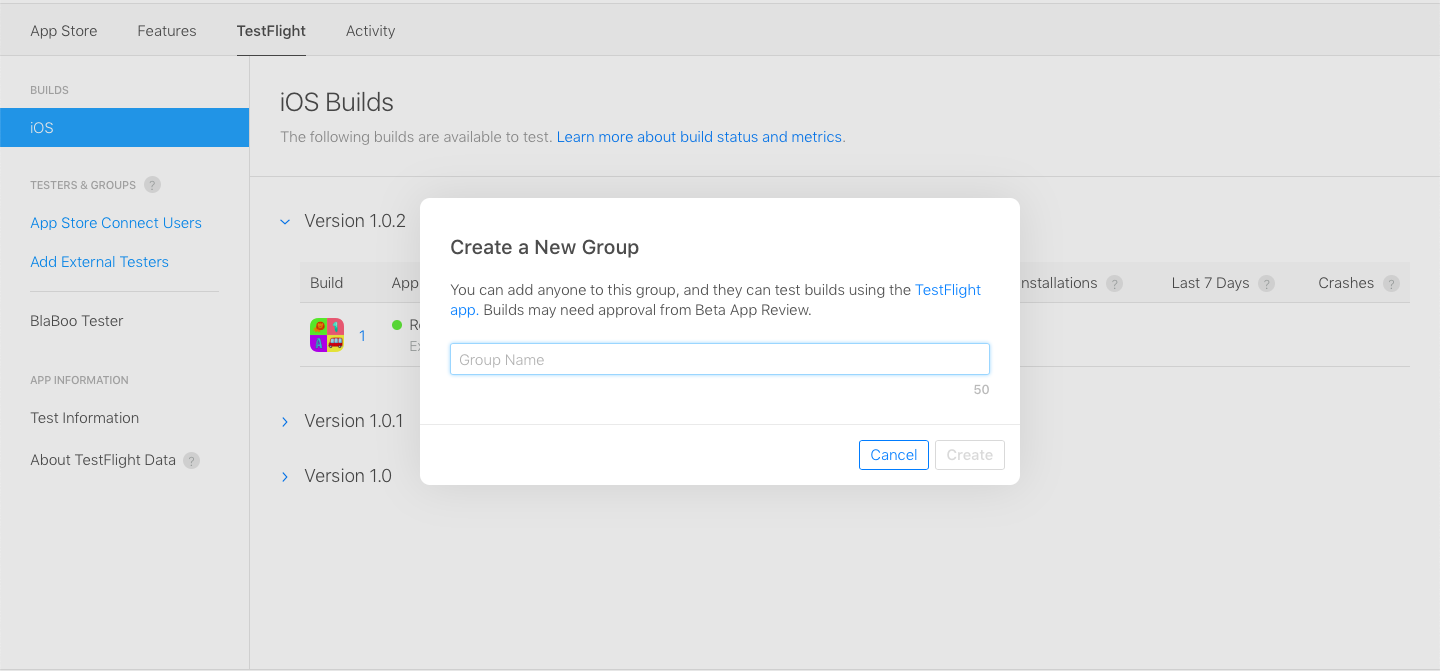 App Store Features TestFlight Activity
BUILDS
iOS
TESTERS & GROUPS ?
App Store Connect Users
Add External Testers
BlaBoo Tester
APP INFORMATION
Test Information
About TestFlight Data ?
iOS Builds
The following builds are available to test. Learn more about build status and metrics.
Version 1.0.2
Build App nstallations ? Last 7 Days ? Crashes ?
A 1 R
E
Version 1.0.1
Version 1.0
Create a New Group
You can add anyone to this group, and they can test builds using the TestFlight
app. Builds may need approval from Beta App Review.
Group Name
50
Cancel Create